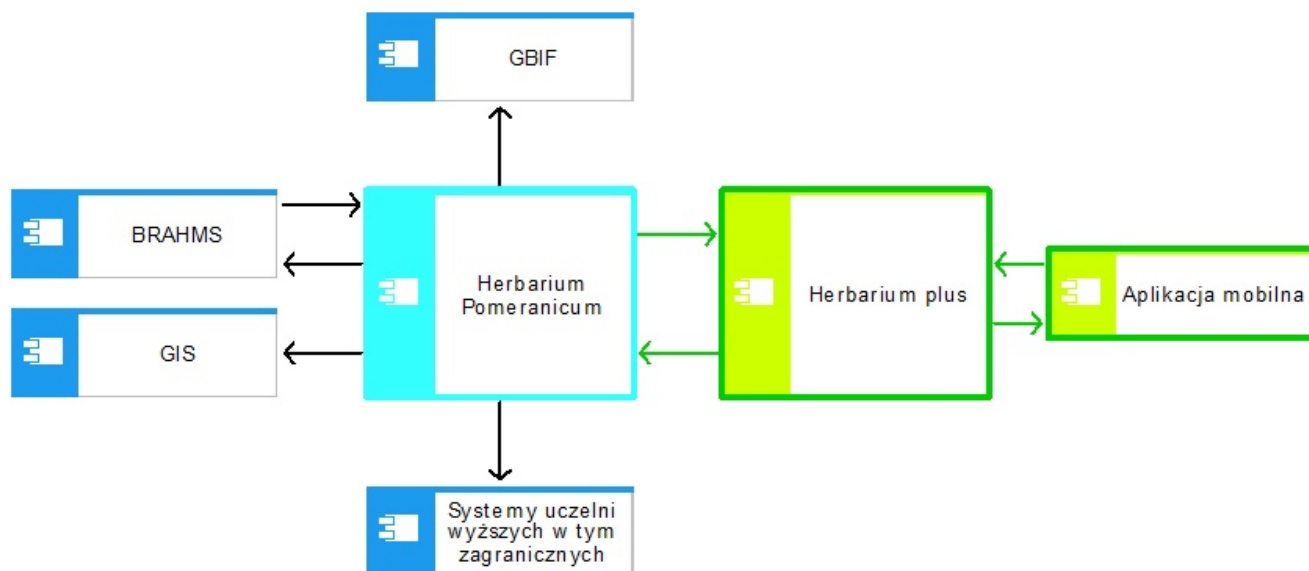 GBIF
BRAHMS
GIS
Herbarium
Pomeranicum
Herbarium plus
Aplikacja mobilna
Systemy uczelni
wyższych w tym
zagranicznych